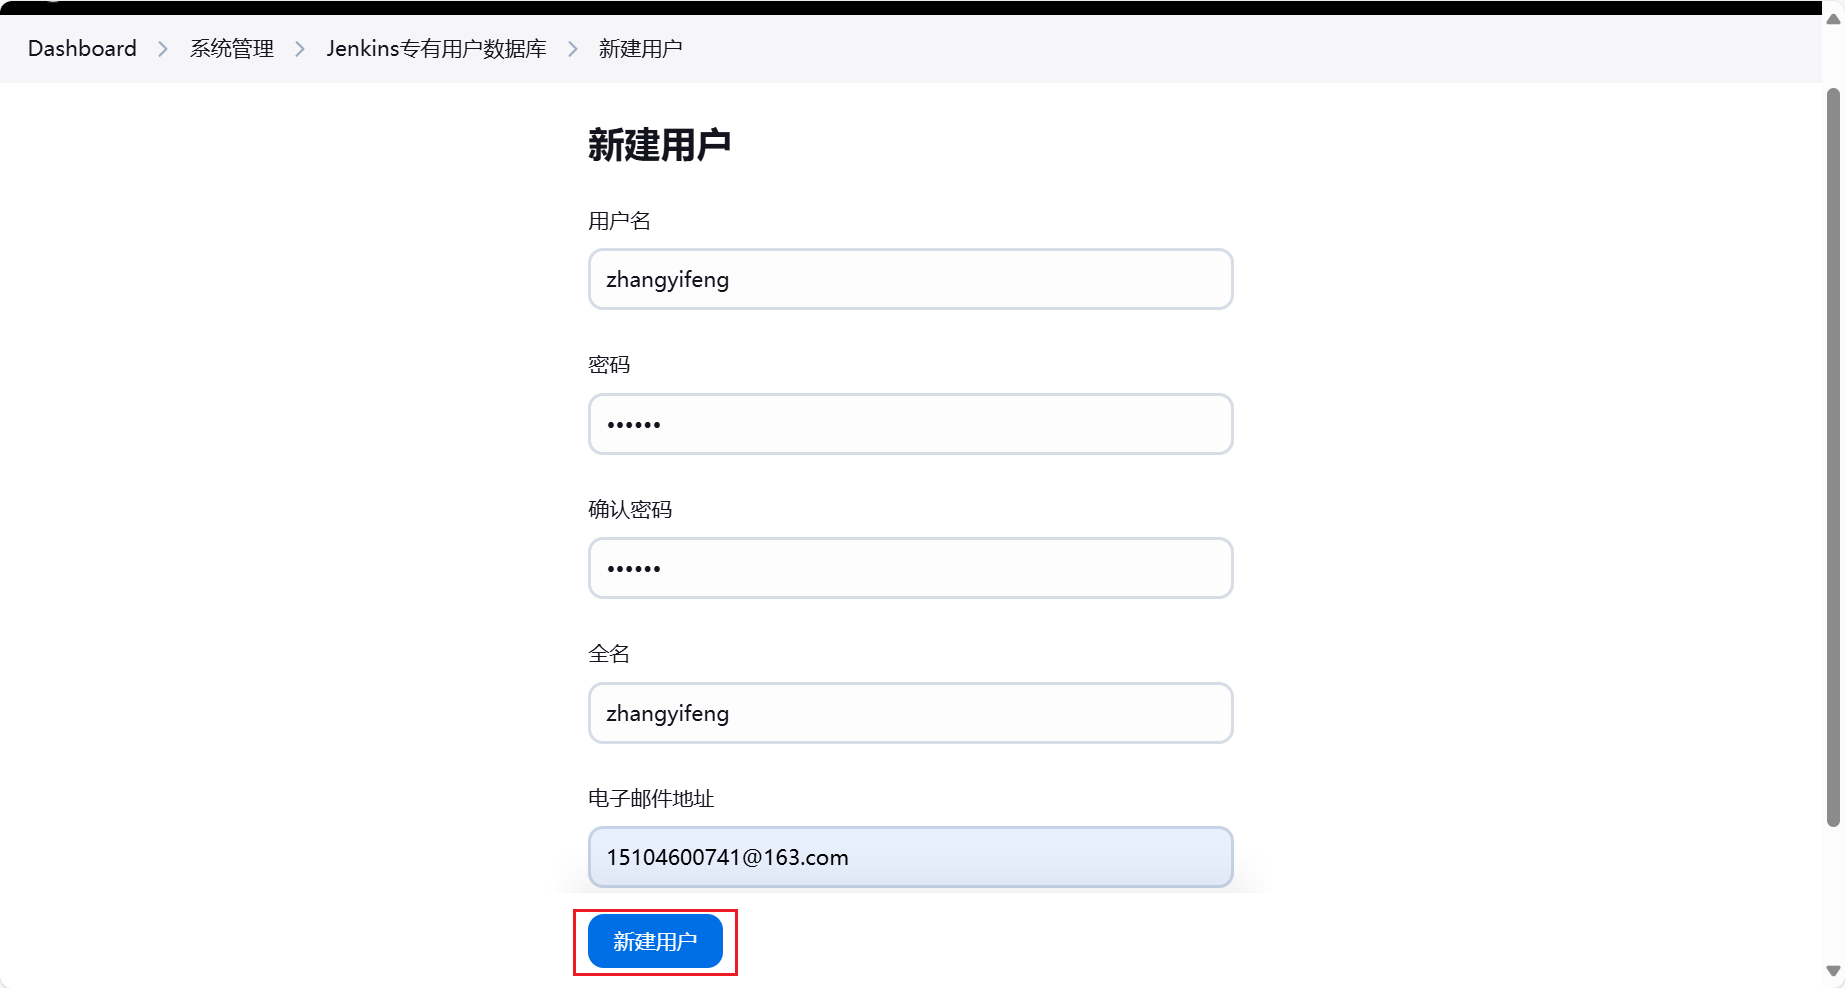 Dashboard > 系统管理 > Jenkins专有用户数据库 > 新建用户
新建用户
用户名
zhangyifeng
密码
••••••
确认密码
••••••
全名
zhangyifeng
电子邮件地址
15104600741@163.com
新建用户